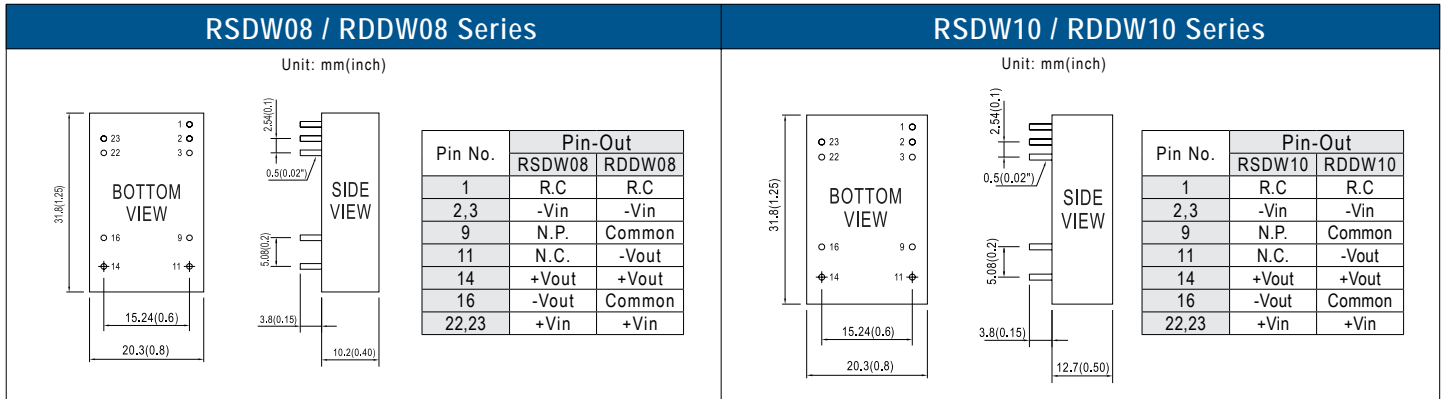 RSDW08 / RDDW08 Series
Unit: mm(inch)
31.8(1.25)
1
23
2
22
3
BOTTOM
VIEW
16
9
14
11
15.24(0.6)
20.3(0.8)
2.54(0.1)
0.5(0.02")
SIDE
VIEW
5.08(0.2)
3.8(0.15)
10.2(0.40)
Pin No. Pin-Out
RSDW08 RDDW08
1 R.C R.C
2,3 -Vin -Vin
9 N.P. Common
11 N.C. -Vout
14 +Vout +Vout
16 -Vout Common
22,23 +Vin +Vin
RSDW10 / RDDW10 Series
Unit: mm(inch)
31.8(1.25)
1
23
2
22
3
BOTTOM
VIEW
16
9
14
11
15.24(0.6)
20.3(0.8)
2.54(0.1)
0.5(0.02")
SIDE
VIEW
5.08(0.2)
3.8(0.15)
12.7(0.50)
Pin No. Pin-Out
RSDW10 RDDW10
1 R.C R.C
2,3 -Vin -Vin
9 N.P. Common
11 N.C. -Vout
14 +Vout +Vout
16 -Vout Common
22,23 +Vin +Vin